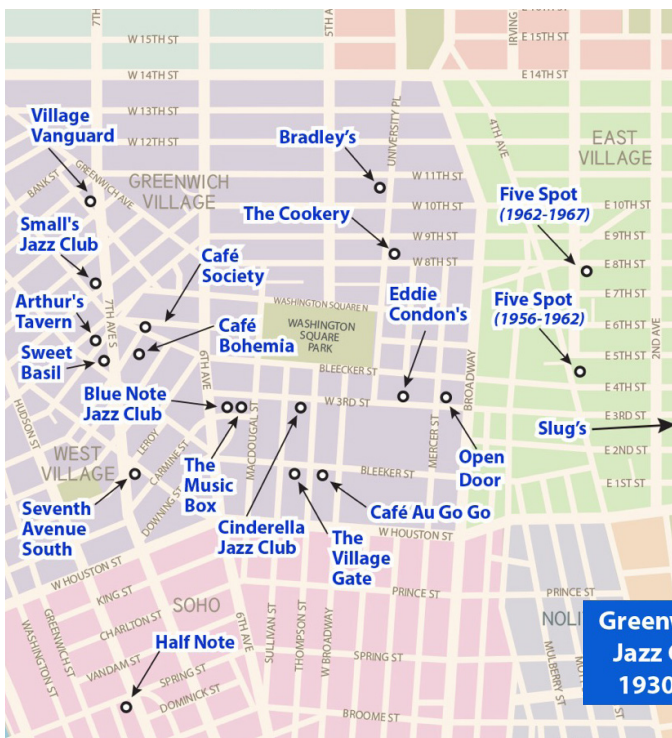 7TH
W 15TH ST
5TH A
IRVING
E 15TH ST
W 14TH ST
E 14TH ST
W 13TH ST
W 12TH ST
UNIVERSITY PL
4TH AVE
Village
Vanguard
Bradley's
EAST
VILLAGE
BANK ST
GREENWICH AVE
GREENWICH
VILLAGE
W 11TH ST
W 10TH ST
W 9TH ST
W 8TH ST
The Cookery
Five Spot
(1962-1967)
E 10TH ST
E 9TH ST
E 8TH ST
E 7TH ST
Small's
Jazz Club
Café
Society
Arthur's
Tavern
7TH AVE S
WASHINGTON SQUARE N
WASHINGTON
SQUARE
PARK
Eddie
Condon's
Five Spot
(1956-1962)
E 6TH ST
E 5TH ST
E 4TH ST
2ND AVE
Sweet
Basil
Café
Bohemia
6TH AVE
BLEECKER ST
BROADWAY
Blue Note
Jazz Club
W 3RD ST
MACDOUGAL ST
MERCER ST
HUDSON ST
Slug's
E 3RD ST
E 2ND ST
E 1ST ST
WEST
VILLAGE
LEROY
CARMINE ST
DOWNING ST
The
Music
Box
BLEEKER ST
Open
Door
Seventh
Avenue
South
Cinderella
Jazz Club
The
Village
Gate
Café Au Go Go
W HOUSTON ST
W HOUSTON ST
PRINCE ST
PRINCE ST
KING ST
CHARLTON ST
VANDAM ST
SPRING ST
DOMINICK ST
GREENWICH ST
WASHINGTON ST
SOHO
6TH AVE
SULLIVAN ST
THOMPSON ST
W BROADWAY
SPRING ST
BROOME ST
NOLI
MULBERRY ST
Half Note
Greenw
Jazz C
1930